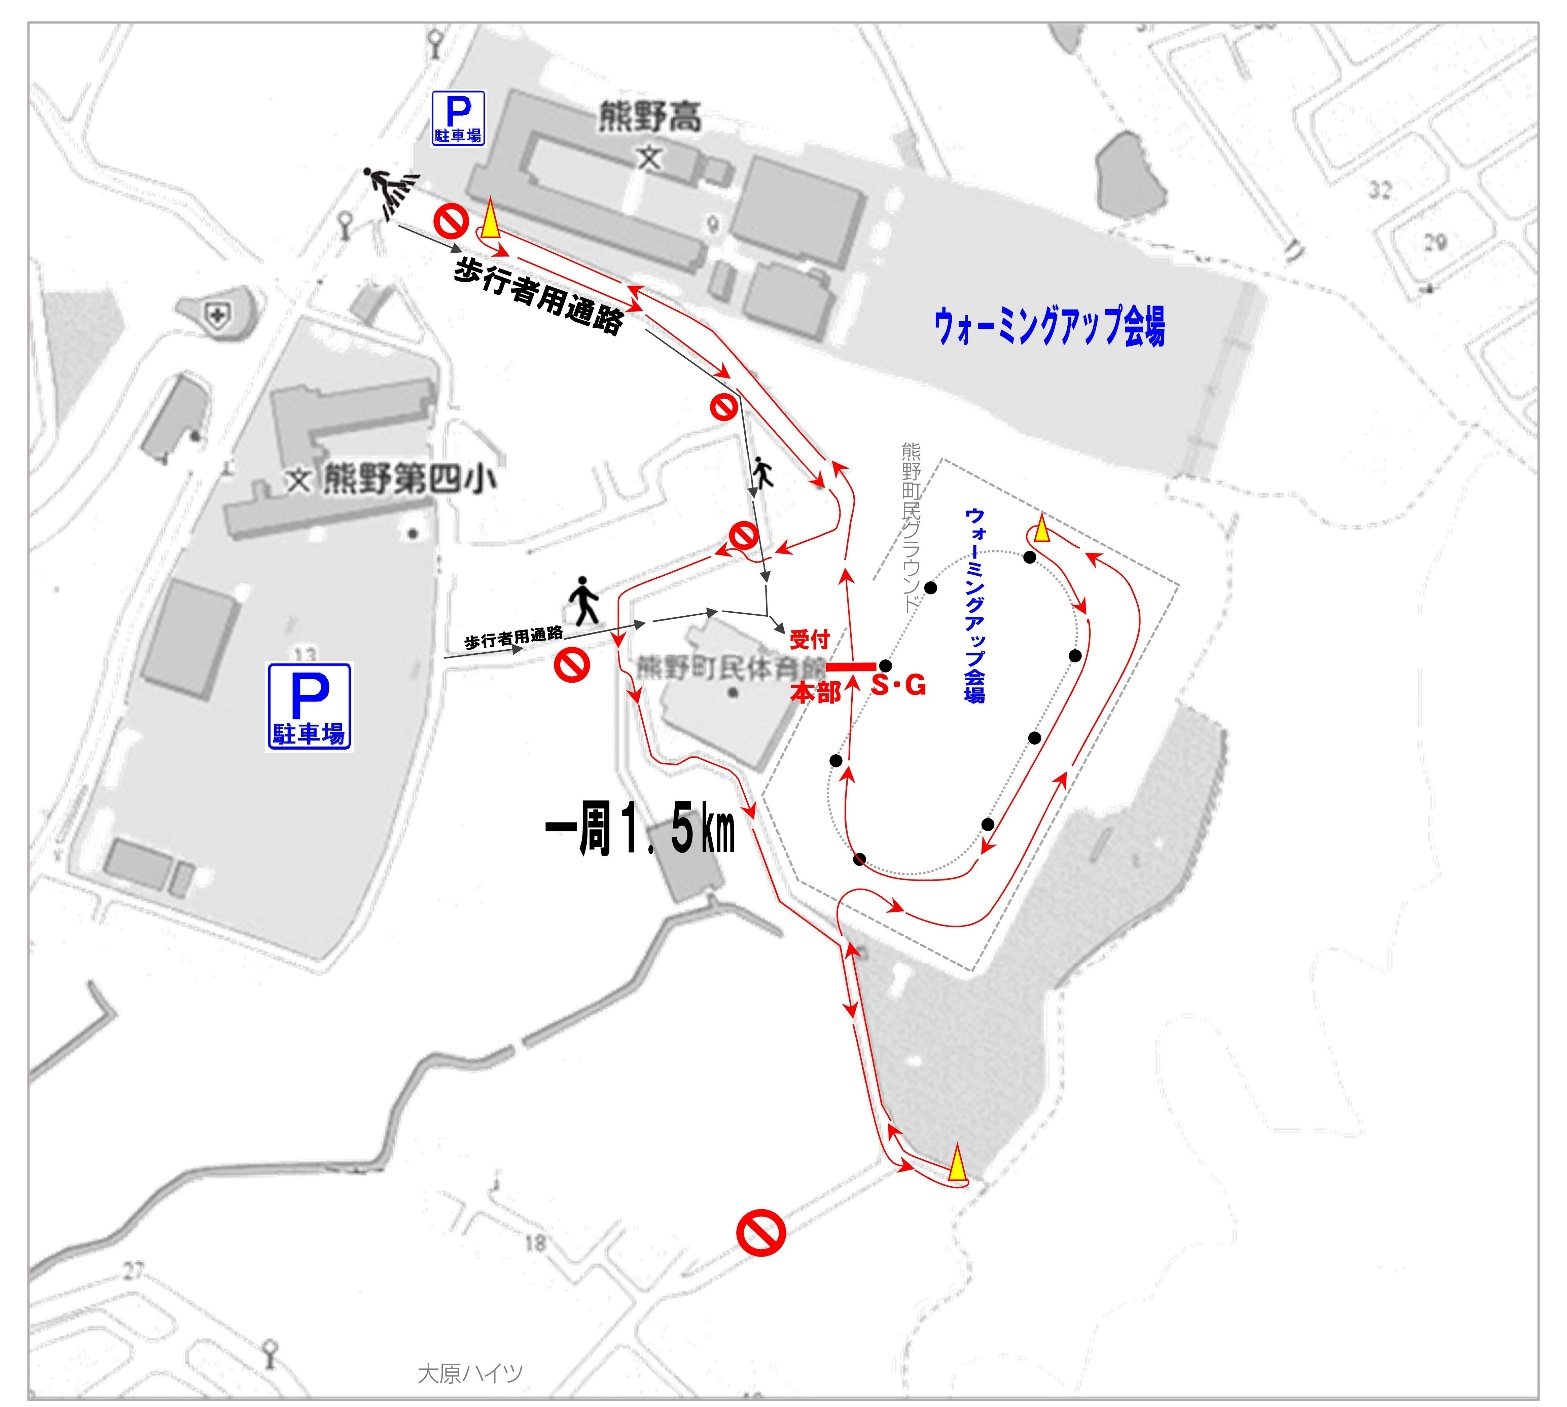 P
駐車場
熊野高
9
32
29
歩行者用通路
ウォーミングアップ会場
熊野第四小
熊野町民グラウンド
ウォーミングアップ会場
歩行者用通路
受付
13
熊野町民体育館
本部
S・G
P
駐車場
一周１．５km
18
27
大原ハイツ